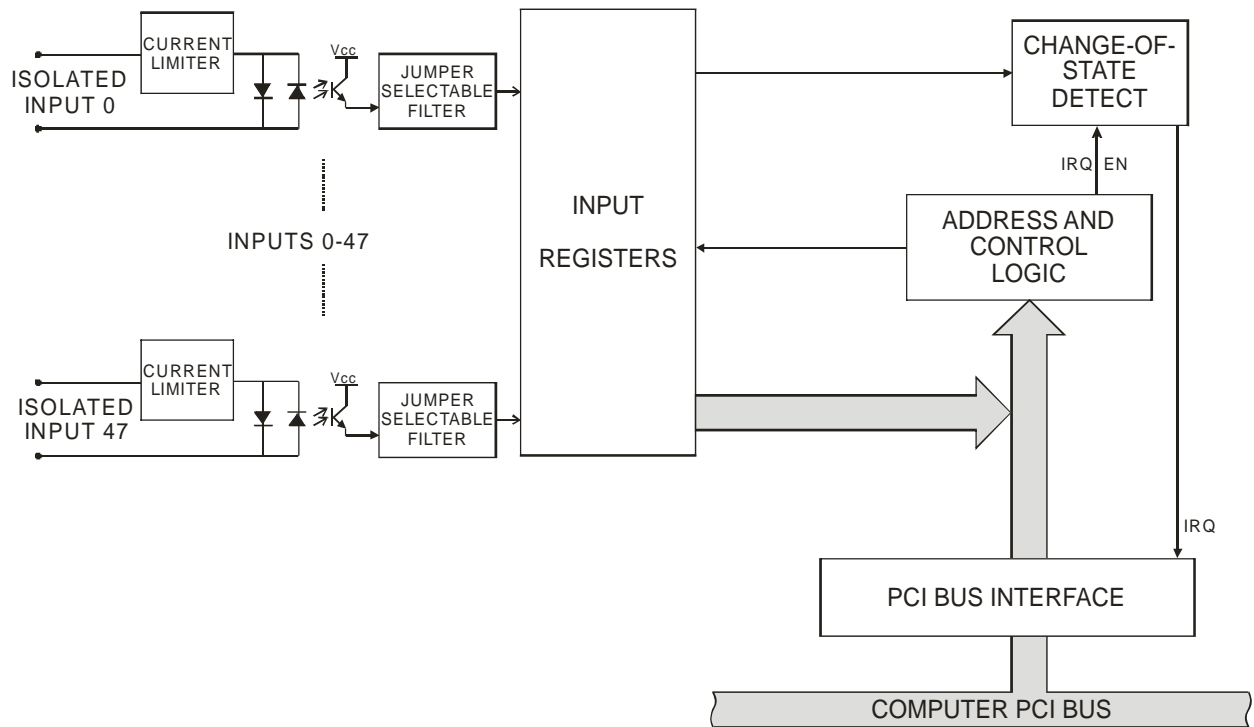 CURRENT
LIMITER
ISOLATED
INPUT 0
Vcc
JUMPER
SELECTABLE
FILTER
INPUTS 0-47
CURRENT
LIMITER
ISOLATED
INPUT 47
Vcc
JUMPER
SELECTABLE
FILTER
INPUT
REGISTERS
CHANGE-OF-
STATE
DETECT
IRQ EN
ADDRESS AND
CONTROL
LOGIC
IRQ
PCI BUS INTERFACE
COMPUTER PCI BUS